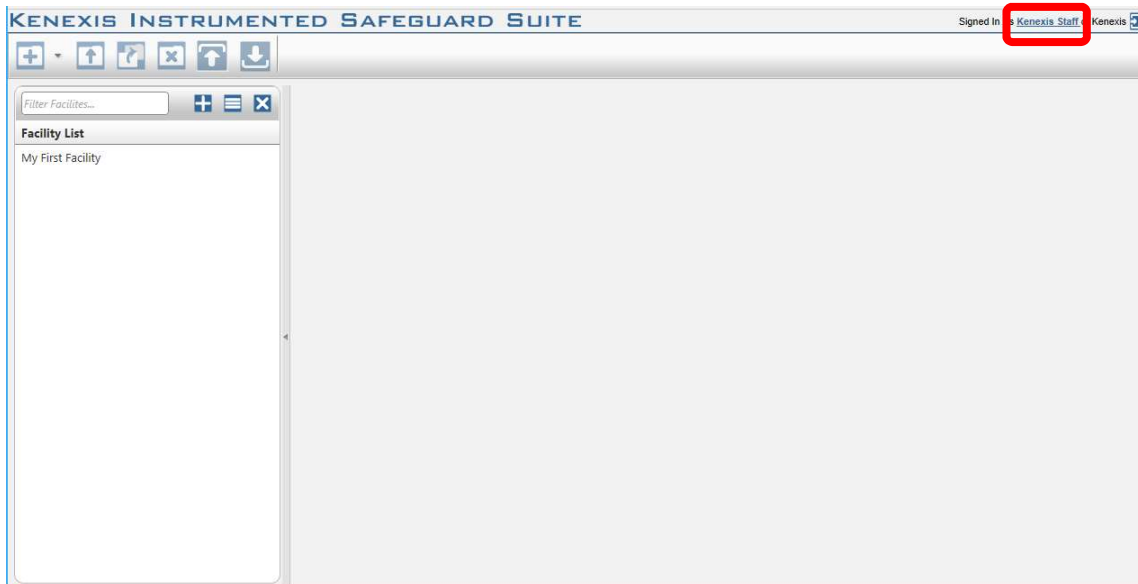 KENEXIS INSTRUMENTED SAFEGUARD SUITE
Signed In s Kenexis Staff Kenexis
Filter Facilites...
Facility List
My First Facility